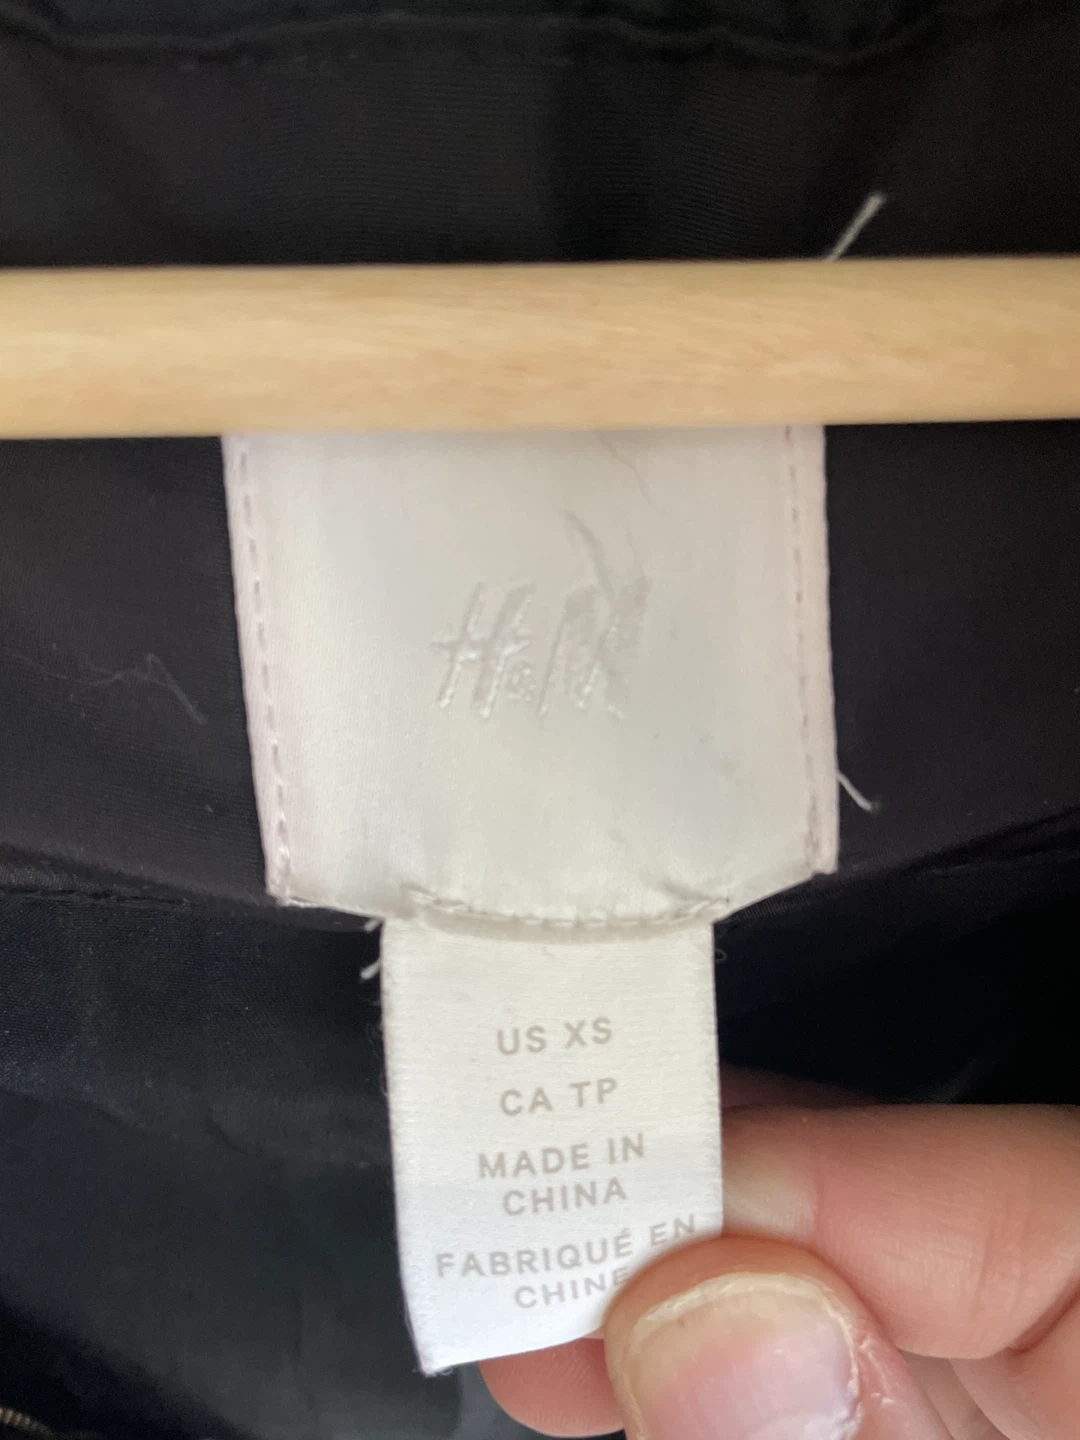 H&M
US XS
CA TP
MADE IN
CHINA
FABRIQUÉ EN
CHINE